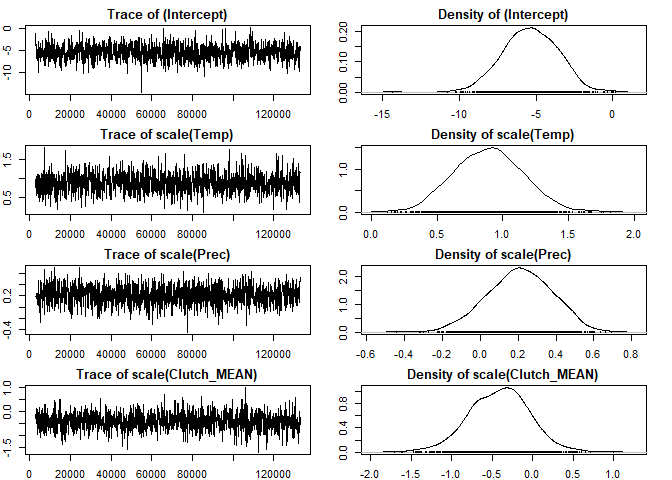 Trace of (Intercept)
0
-5
-10
0 20000 40000 60000 80000 120000
Density of (Intercept)
0.20
0.10
0.00
-15 -10 -5 0
Trace of scale(Temp)
1.5
0.5
0 20000 40000 60000 80000 120000
Density of scale(Temp)
1.0
0.0
0.0 0.5 1.0 1.5 2.0
Trace of scale(Prec)
0.2
-0.4
0 20000 40000 60000 80000 120000
Density of scale(Prec)
2.0
1.0
0.0
-0.6 -0.4 -0.2 0.0 0.2 0.4 0.6 0.8
Trace of scale(Clutch_MEAN)
1.0
0.0
-1.5
0 20000 40000 60000 80000 120000
Density of scale(Clutch_MEAN)
0.8
0.4
0.0
-2.0 -1.5 -1.0 -0.5 0.0 0.5 1.0